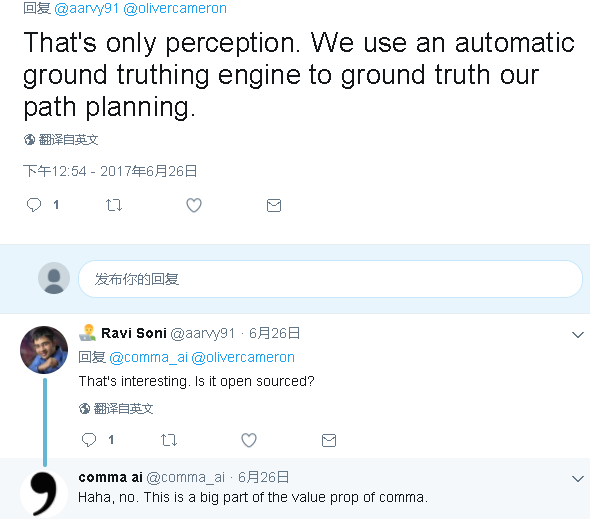 回复 @aarvy91 @olivercameron
That's only perception. We use an automatic
ground truthing engine to ground truth our
path planning.
翻译自英文
下午12:54 - 2017年6月26日
1
发布你的回复
Ravi Soni @aarvy91 · 6月26日
回复 @comma_ai @olivercameron
That's interesting. Is it open sourced?
翻译自英文
1
comma ai @comma_ai · 6月26日
Haha, no. This is a big part of the value prop of comma.